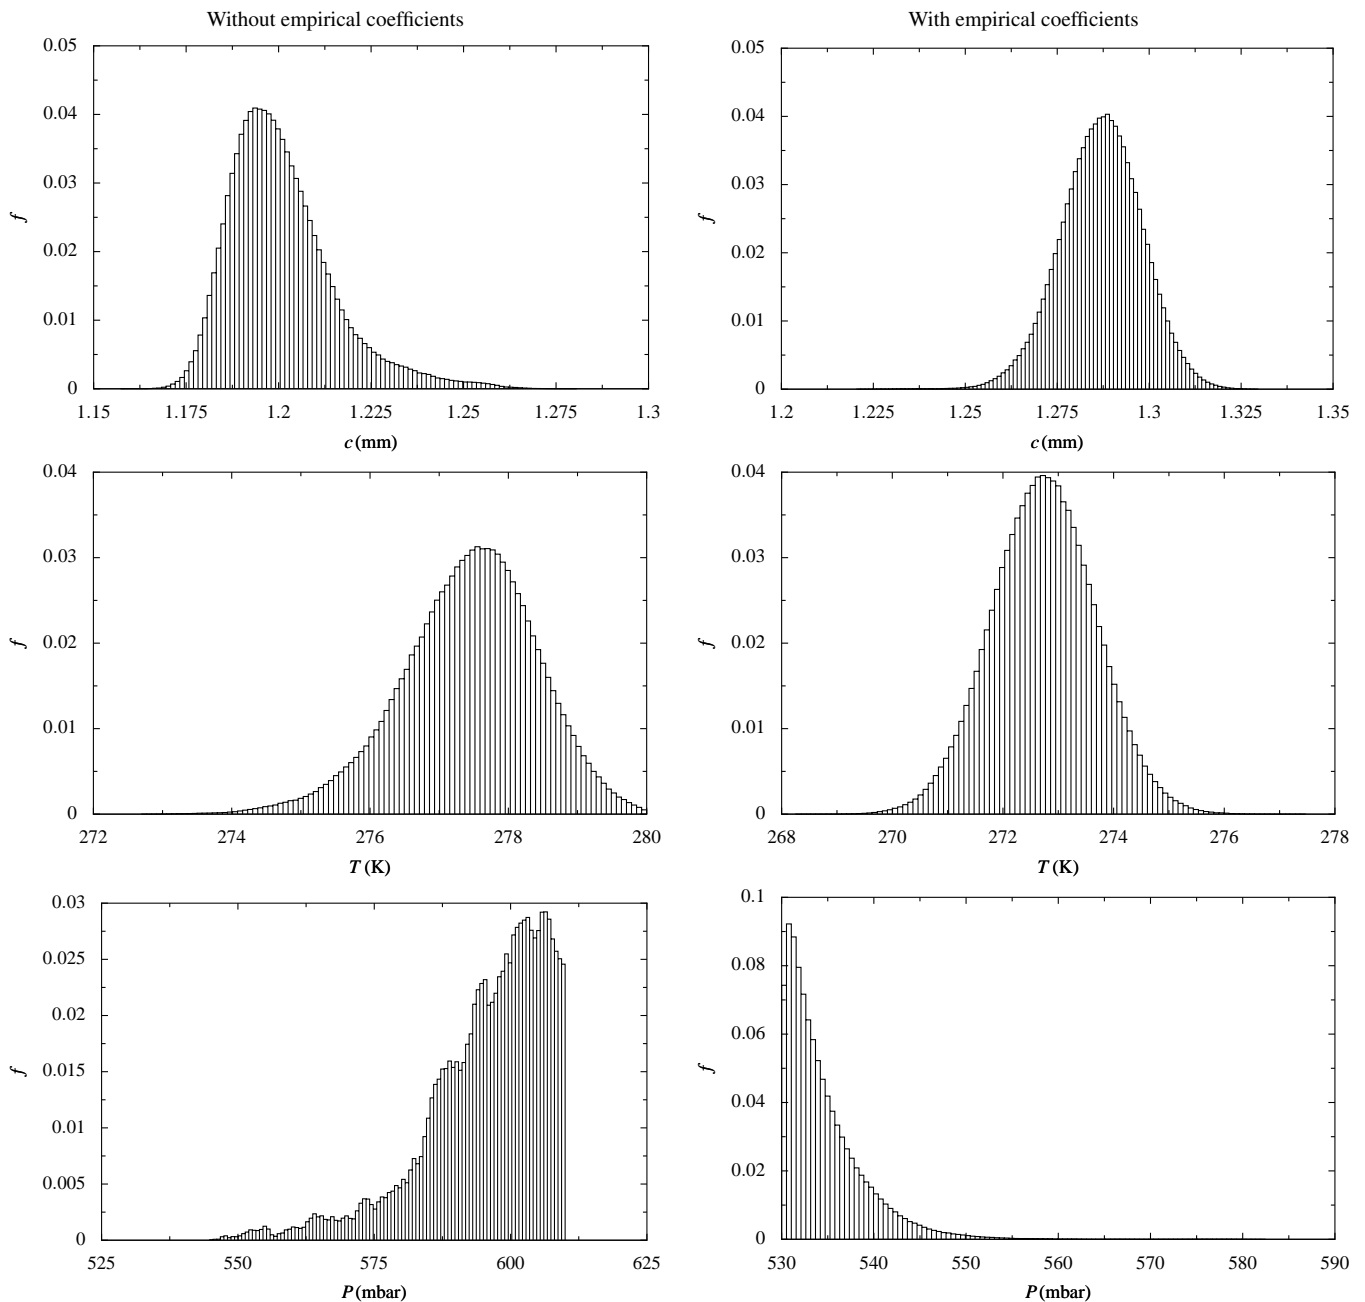 Without empirical coefficients
With empirical coefficients
0.05
0.04
0.03
0.02
0.01
0
f
1.15 1.175 1.2 1.225 1.25 1.275 1.3
c (mm)
0.05
0.04
0.03
0.02
0.01
0
f
1.2 1.225 1.25 1.275 1.3 1.325 1.35
c (mm)
0.04
0.03
0.02
0.01
0
f
272 274 276 278 280
T (K)
0.04
0.03
0.02
0.01
0
f
268 270 272 274 276 278
T (K)
0.03
0.025
0.02
0.015
0.01
0.005
0
f
525 550 575 600 625
P (mbar)
0.1
0.08
0.06
0.04
0.02
0
f
530 540 550 560 570 580 590
P (mbar)